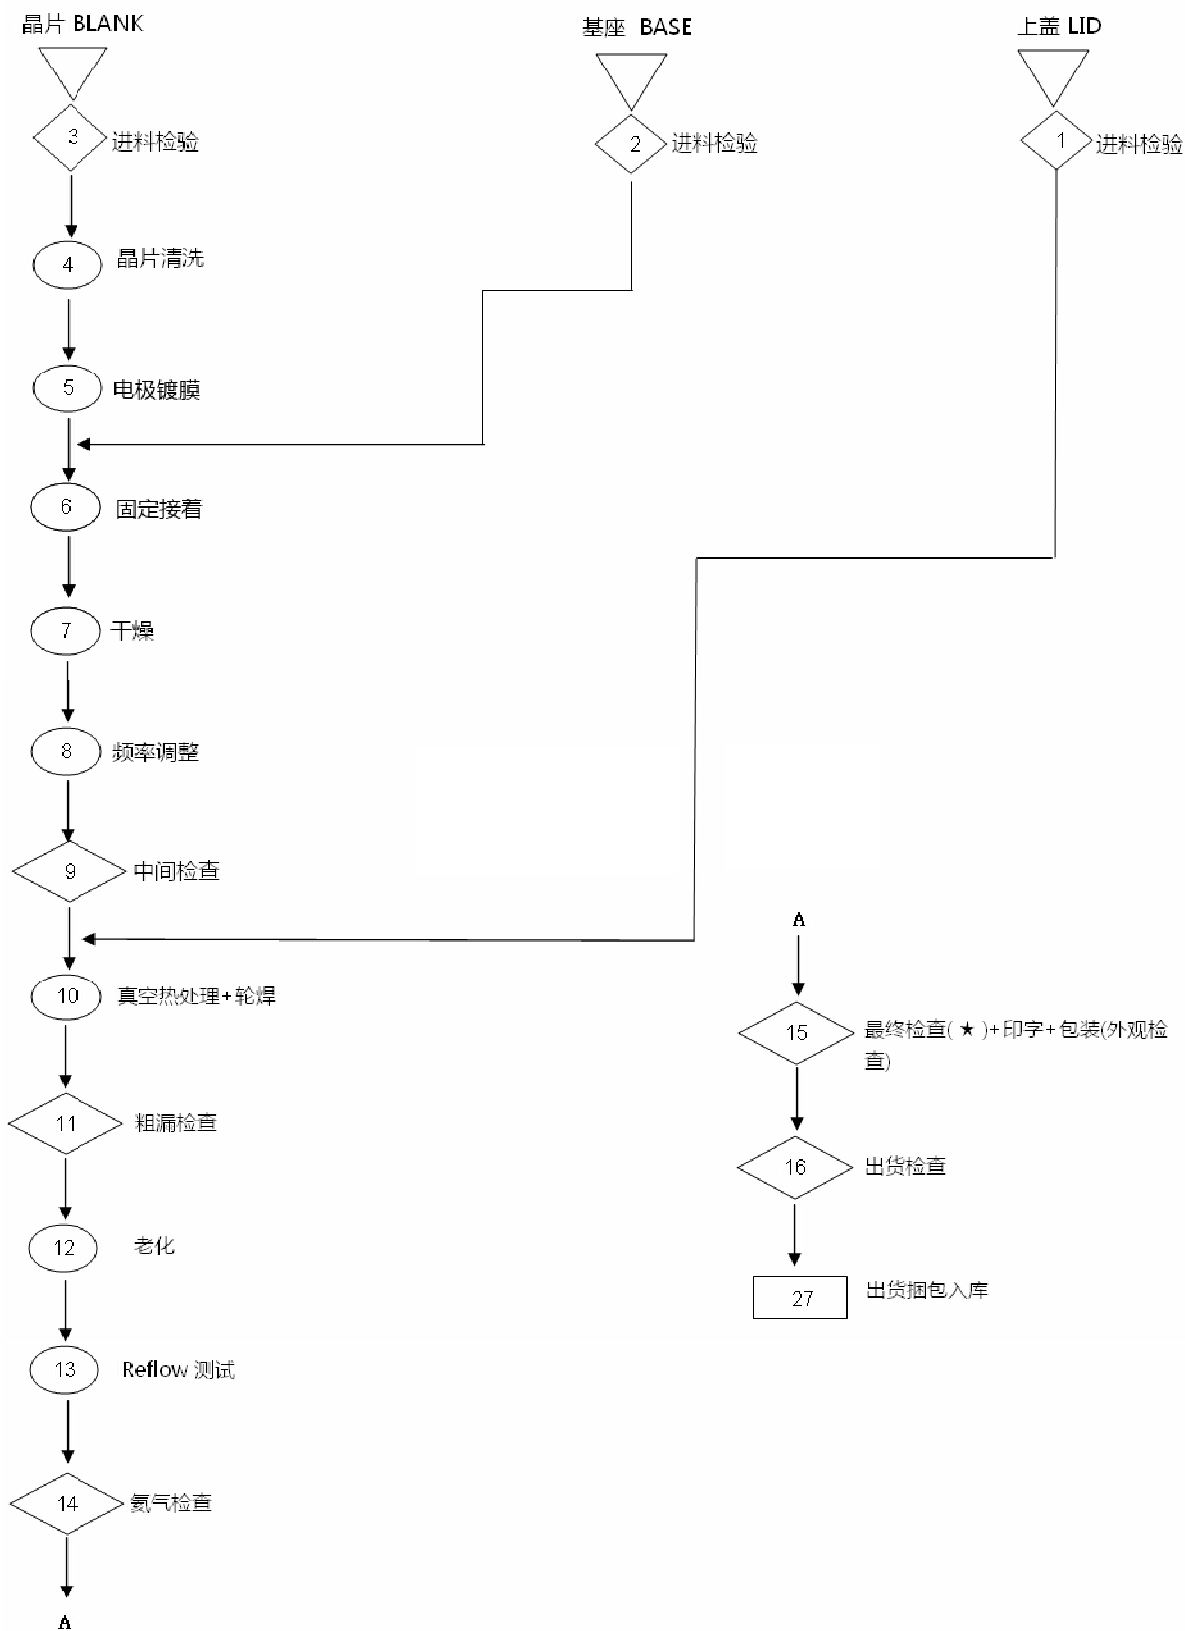 晶片 BLANK
基座 BASE
上盖 LID
3 进料检验
2 进料检验
1 进料检验
4 晶片清洗
5 电极镀膜
6 固定接着
7 干燥
8 频率调整
9 中间检查
10 真空热处理+轮焊
11 粗漏检查
12 老化
13 Reflow 测试
14 氦气检查
A
A
15 最终检查(★)+印字+包装(外观检
查)
16 出货检查
27 出货捆包入库